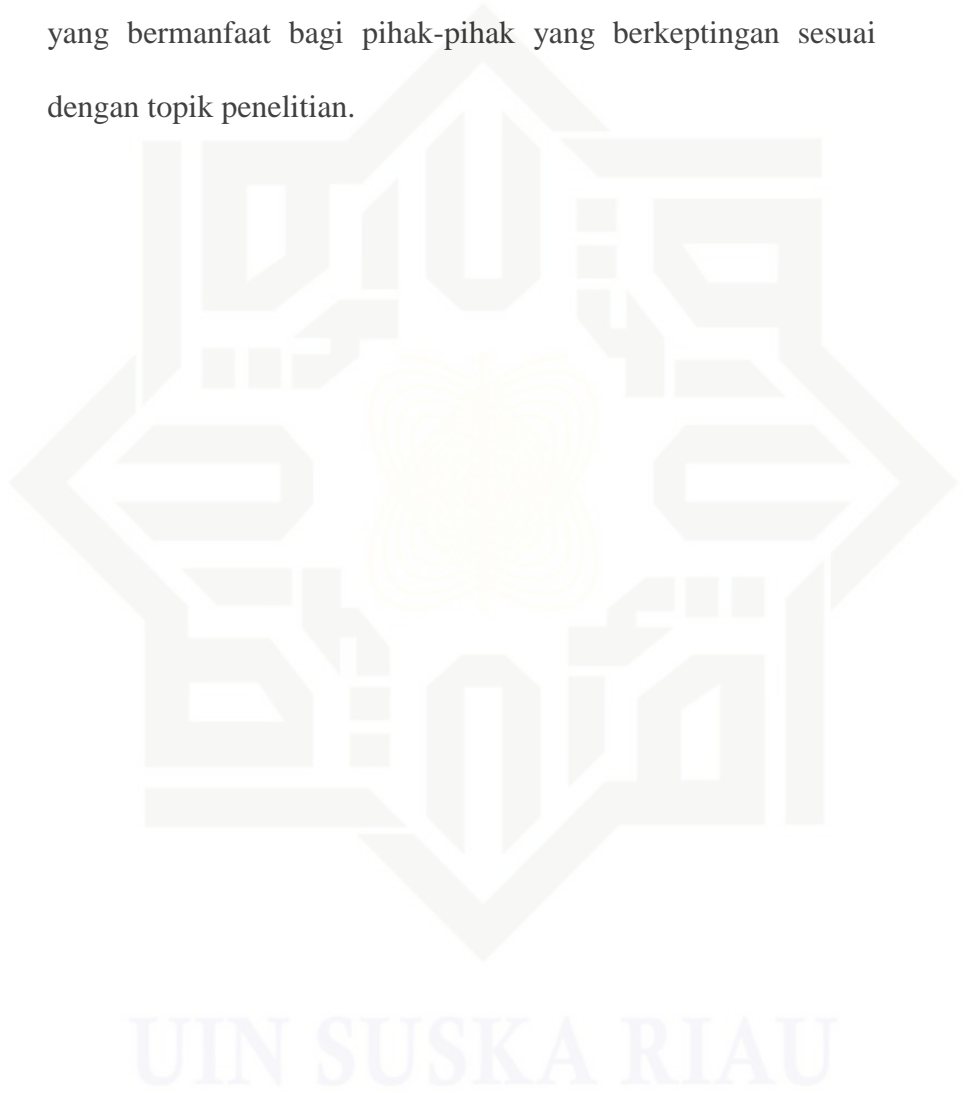 yang bermanfaat bagi pihak-pihak yang berkeptingan sesuai
dengan topik penelitian.
UIN SUSKA RIAU